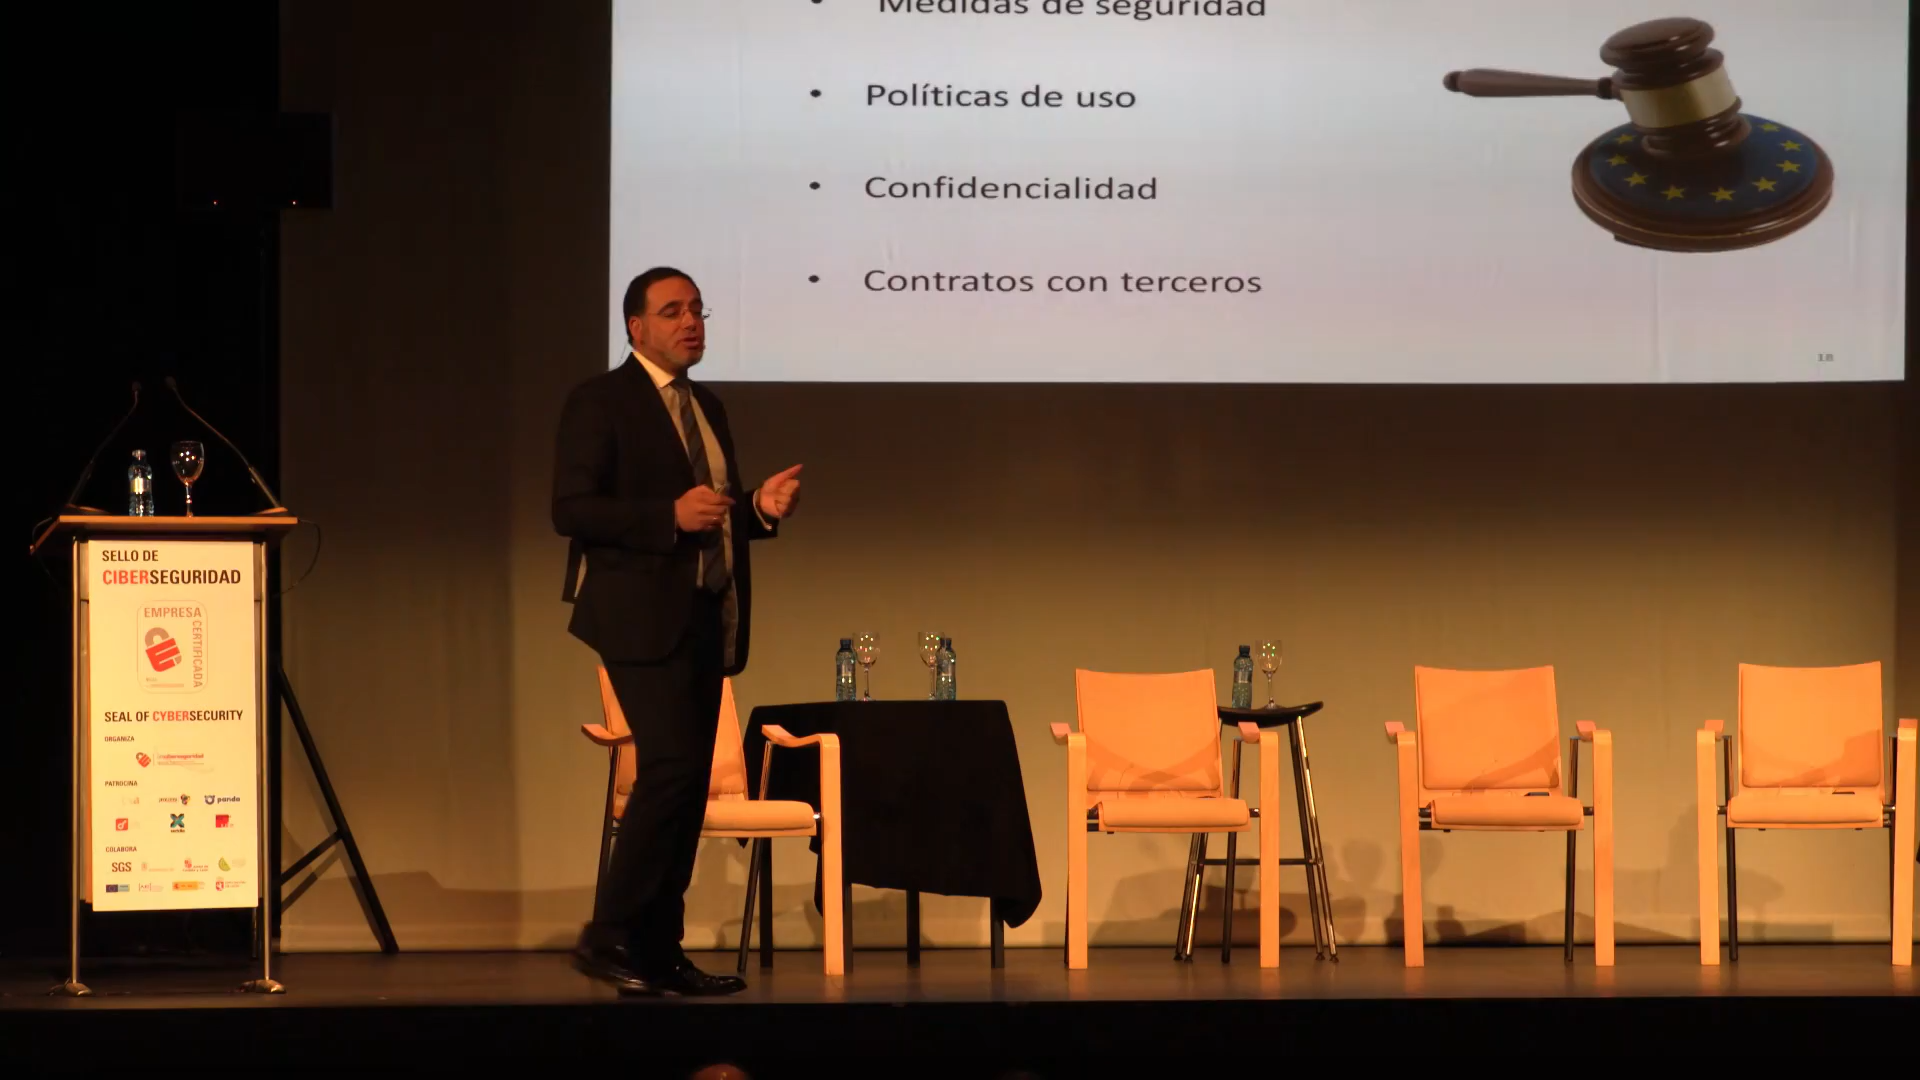 • Medidas de seguridad
• Políticas de uso
• Confidencialidad
• Contratos con terceros
18
SELLO DE
CIBERSEGURIDAD
EMPRESA
CERTIFICADA
SEAL OF CYBERSECURITY
ORGANIZA
PATROCINA
panda
COLABORA
SGS